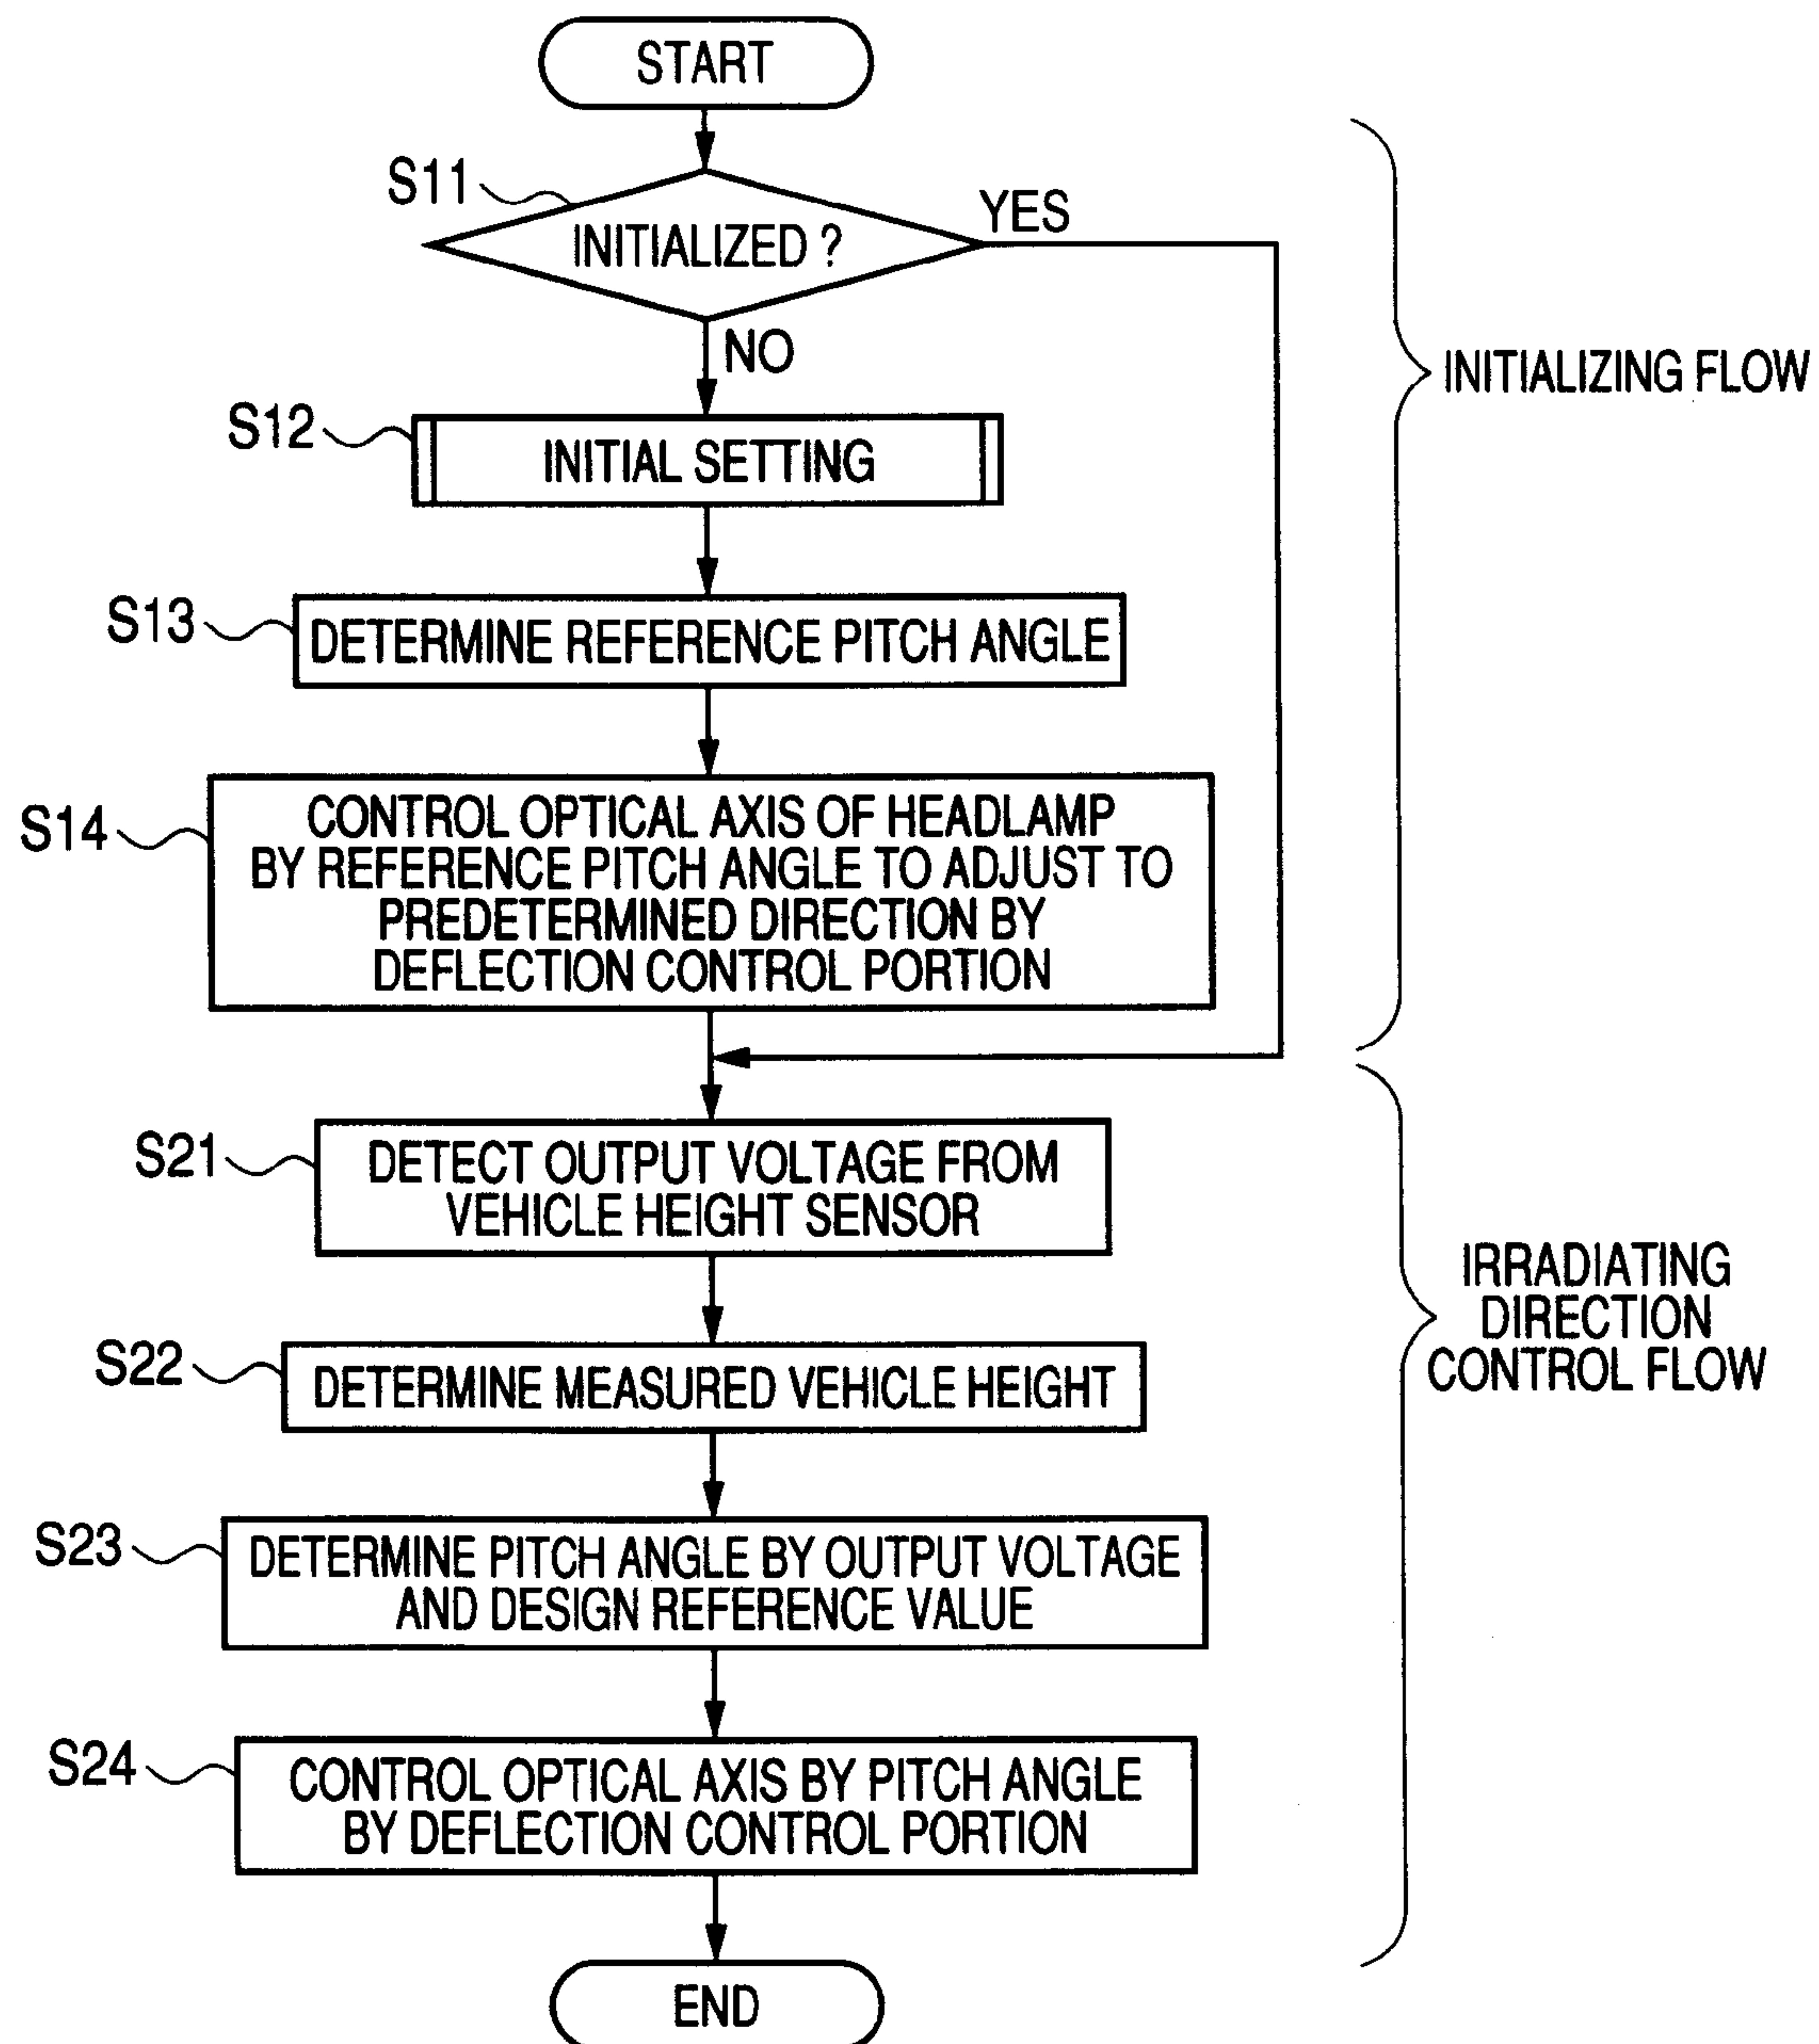 START
S11
INITIALIZED ?
YES
NO
INITIALIZING FLOW
S12
INITIAL SETTING
S13
DETERMINE REFERENCE PITCH ANGLE
S14
CONTROL OPTICAL AXIS OF HEADLAMP
BY REFERENCE PITCH ANGLE TO ADJUST TO
PREDETERMINED DIRECTION BY
DEFLECTION CONTROL PORTION
S21
DETECT OUTPUT VOLTAGE FROM
VEHICLE HEIGHT SENSOR
IRRADIATING
DIRECTION
CONTROL FLOW
S22
DETERMINE MEASURED VEHICLE HEIGHT
S23
DETERMINE PITCH ANGLE BY OUTPUT VOLTAGE
AND DESIGN REFERENCE VALUE
S24
CONTROL OPTICAL AXIS BY PITCH ANGLE
BY DEFLECTION CONTROL PORTION
END